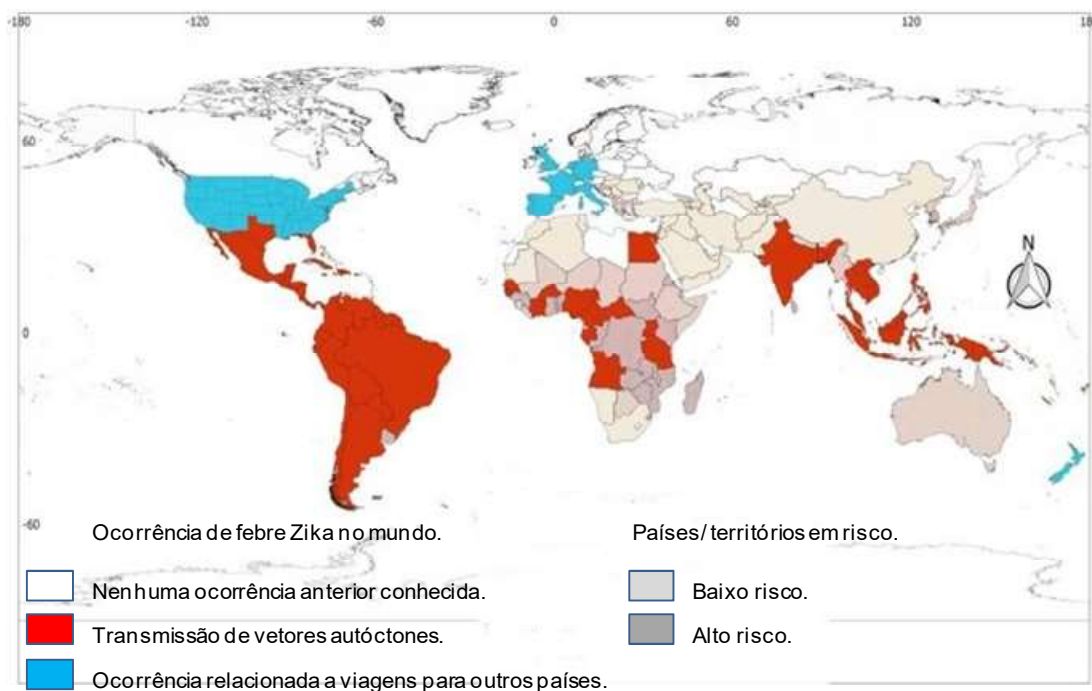 -180 -120 -60 0 60 120 18
60
N
0
-60
Ocorrência de febre Zika no mundo.
Nenhuma ocorrência anterior conhecida.
Transmissão de vetores autóctones.
Ocorrência relacionada a viagens para outros países.
Países/ territórios em risco.
Baixo risco.
Alto risco.